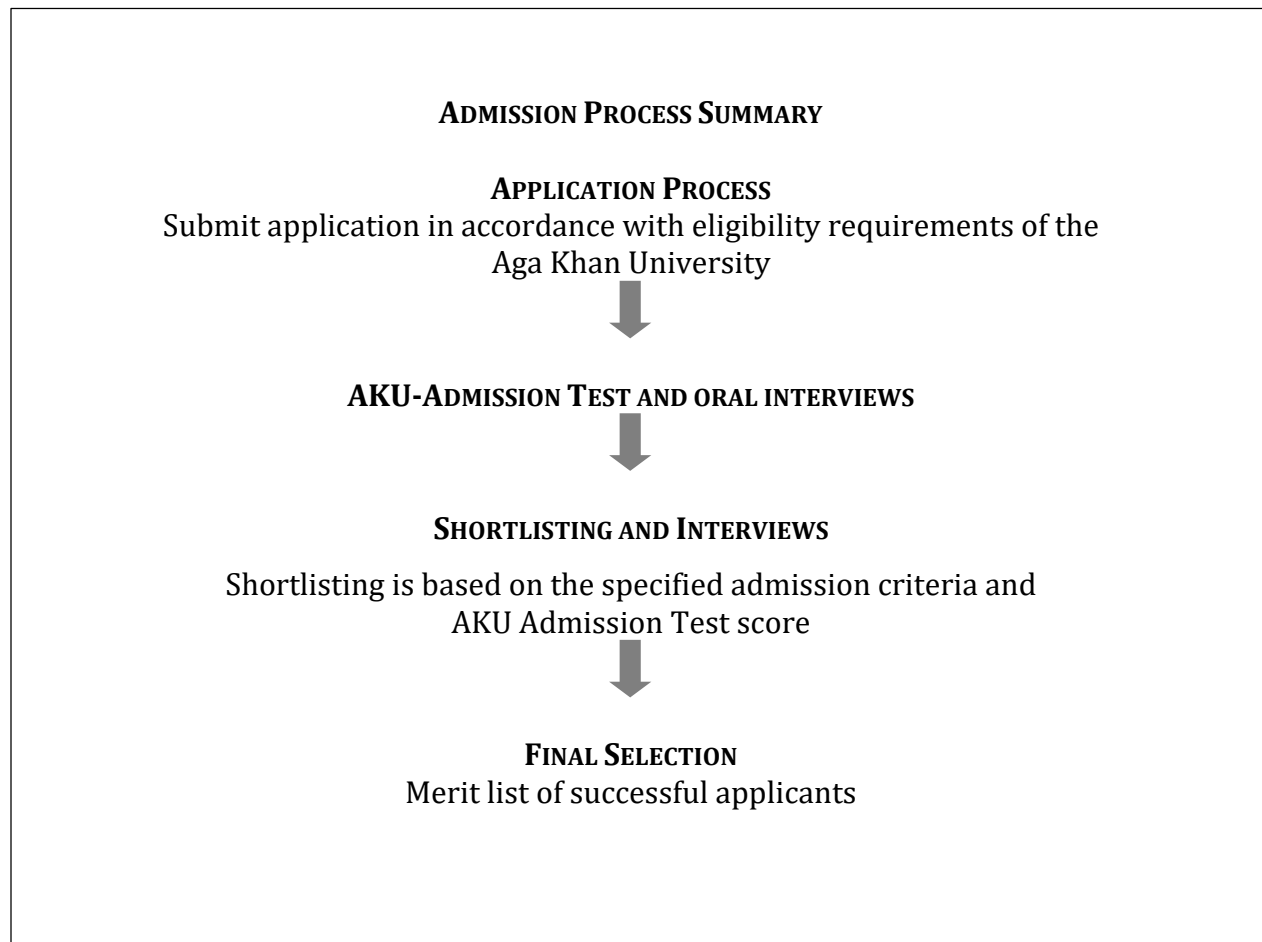 ADMISSION PROCESS SUMMARY
APPLICATION PROCESS
Submit application in accordance with eligibility requirements of the
Aga Khan University
AKU-ADMISSION TEST AND ORAL INTERVIEWS
SHORTLISTING AND INTERVIEWS
Shortlisting is based on the specified admission criteria and
AKU Admission Test score
FINAL SELECTION
Merit list of successful applicants